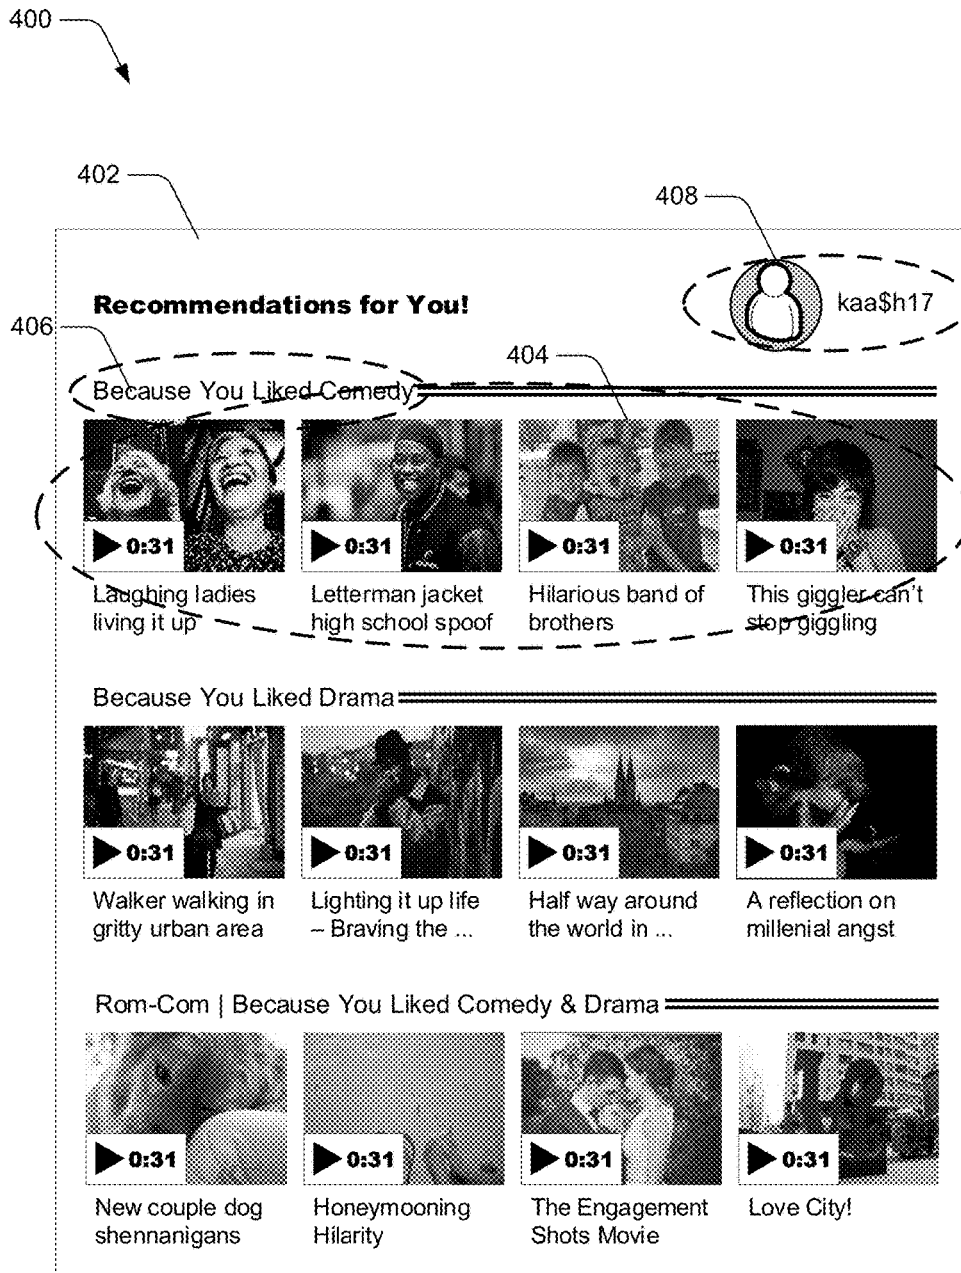 400
402
408
Recommendations for You!
kaa$h17
406
404
Because You Liked Comedy
0:31 0:31 0:31 0:31
Laughing ladies
living it up
Letterman jacket
high school spoof
Hilarious band of
brothers
This giggler can't
stop giggling
Because You Liked Drama
0:31 0:31 0:31 0:31
Walker walking in
gritty urban area
Lighting it up life
– Braving the ...
Half way around
the world in ...
A reflection on
millenial angst
Rom-Com | Because You Liked Comedy & Drama
0:31 0:31 0:31 0:31
New couple dog
shennanigans
Honeymooning
Hilarity
The Engagement
Shots Movie
Love City!